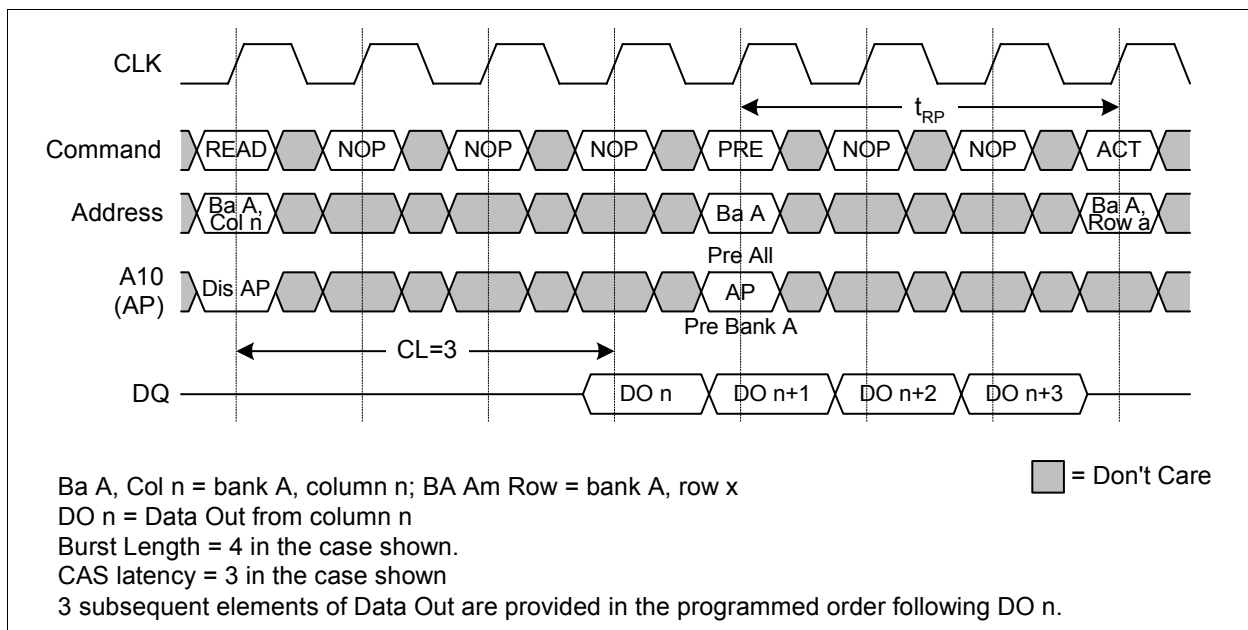 CLK
t_RP
Command READ NOP NOP NOP PRE NOP NOP ACT
Address Ba A, Col n Ba A Ba A, Row a
Pre All
A10 (AP) Dis AP AP
Pre Bank A
CL=3
DQ DO n DO n+1 DO n+2 DO n+3
Ba A, Col n = bank A, column n; BA Am Row = bank A, row x
= Don't Care
DO n = Data Out from column n
Burst Length = 4 in the case shown.
CAS latency = 3 in the case shown
3 subsequent elements of Data Out are provided in the programmed order following DO n.